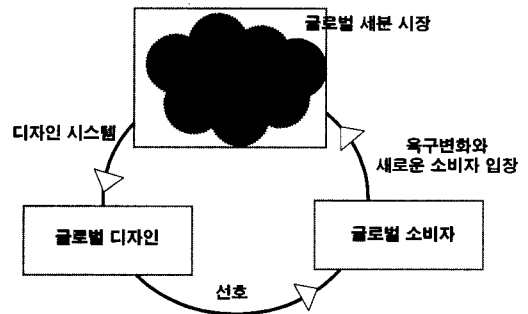 글로벌 세분 시장
디자인 시스템
욕구변화와
새로운 소비자 입장
글로벌 디자인
글로벌 소비자
선호